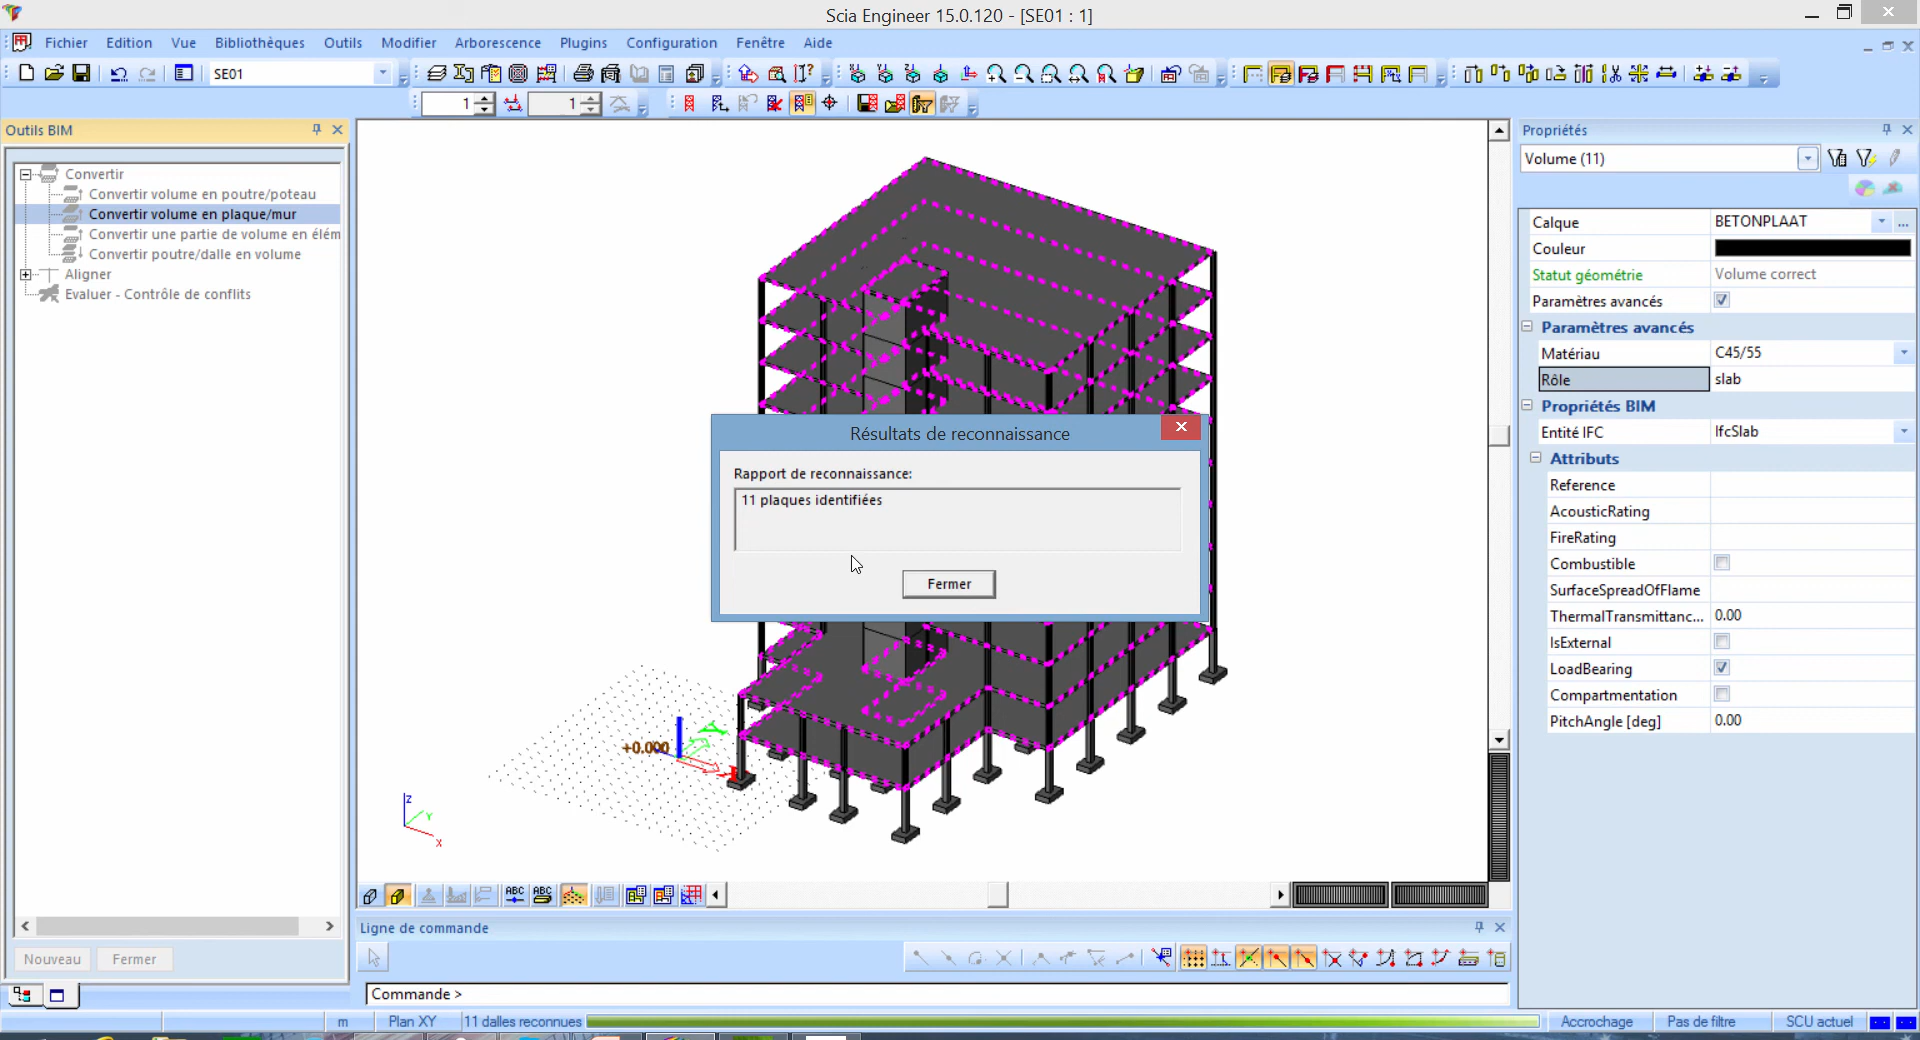 Scia Engineer 15.0.120 - [SE01 : 1]
Fichier Edition Vue Bibliothèques Outils Modifier Arborescence Plugins Configuration Fenêtre Aide
SE01
1 1
Outils BIM
Convertir
Convertir volume en poutre/poteau
Convertir volume en plaque/mur
Convertir une partie de volume en élém
Convertir poutre/dalle en volume
Aligner
Evaluer - Contrôle de conflits
Nouveau Fermer
+0.000
Z
Y
X
Résultats de reconnaissance
Rapport de reconnaissance:
11 plaques identifiées
Fermer
ABC ABC
Ligne de commande
Commande >
Propriétés
Volume (11)
Calque BETONPLAAT ...
Couleur
Statut géométrie Volume correct
Paramètres avancés
Paramètres avancés
Matériau C45/55
Rôle slab
Propriétés BIM
Entité IFC IfcSlab
Attributs
Reference
AcousticRating
FireRating
Combustible
SurfaceSpreadOfFlame
ThermalTransmittanc... 0.00
IsExternal
LoadBearing
Compartmentation
PitchAngle [deg] 0.00
m Plan XY 11 dalles reconnues Accrochage Pas de filtre SCU actuel